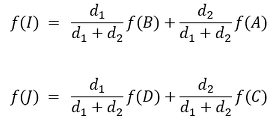 f(I) = d₁/(d₁ + d₂) f(B) + d₂/(d₁ + d₂) f(A)
f(J) = d₁/(d₁ + d₂) f(D) + d₂/(d₁ + d₂) f(C)